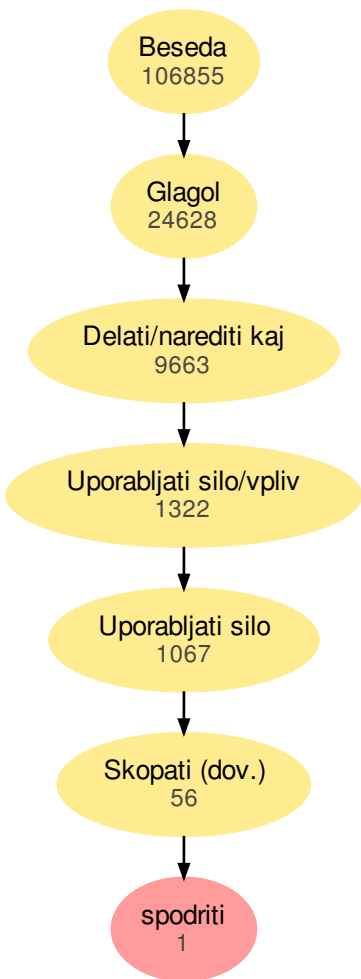 Beseda
106855
Glagol
24628
Delati/narediti kaj
9663
Uporabljati silo/vpliv
1322
Uporabljati silo
1067
Skopati (dov.)
56
spodriti
1